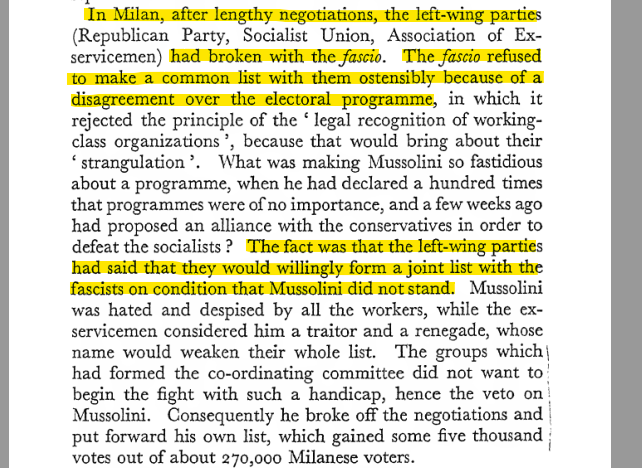 In Milan, after lengthy negotiations, the left-wing parties
(Republican Party, Socialist Union, Association of Ex-
servicemen) had broken with the fascio. The fascio refused
to make a common list with them ostensibly because of a
disagreement over the electoral programme, in which it
rejected the principle of the ' legal recognition of working-
class organizations ', because that would bring about their
' strangulation '. What was making Mussolini so fastidious
about a programme, when he had declared a hundred times
that programmes were of no importance, and a few weeks ago
had proposed an alliance with the conservatives in order to
defeat the socialists ? The fact was that the left-wing parties
had said that they would willingly form a joint list with the
fascists on condition that Mussolini did not stand. Mussolini
was hated and despised by all the workers, while the ex-
servicemen considered him a traitor and a renegade, whose
name would weaken their whole list. The groups which
had formed the co-ordinating committee did not want to
begin the fight with such a handicap, hence the veto on
Mussolini. Consequently he broke off the negotiations and
put forward his own list, which gained some five thousand
votes out of about 270,000 Milanese voters.